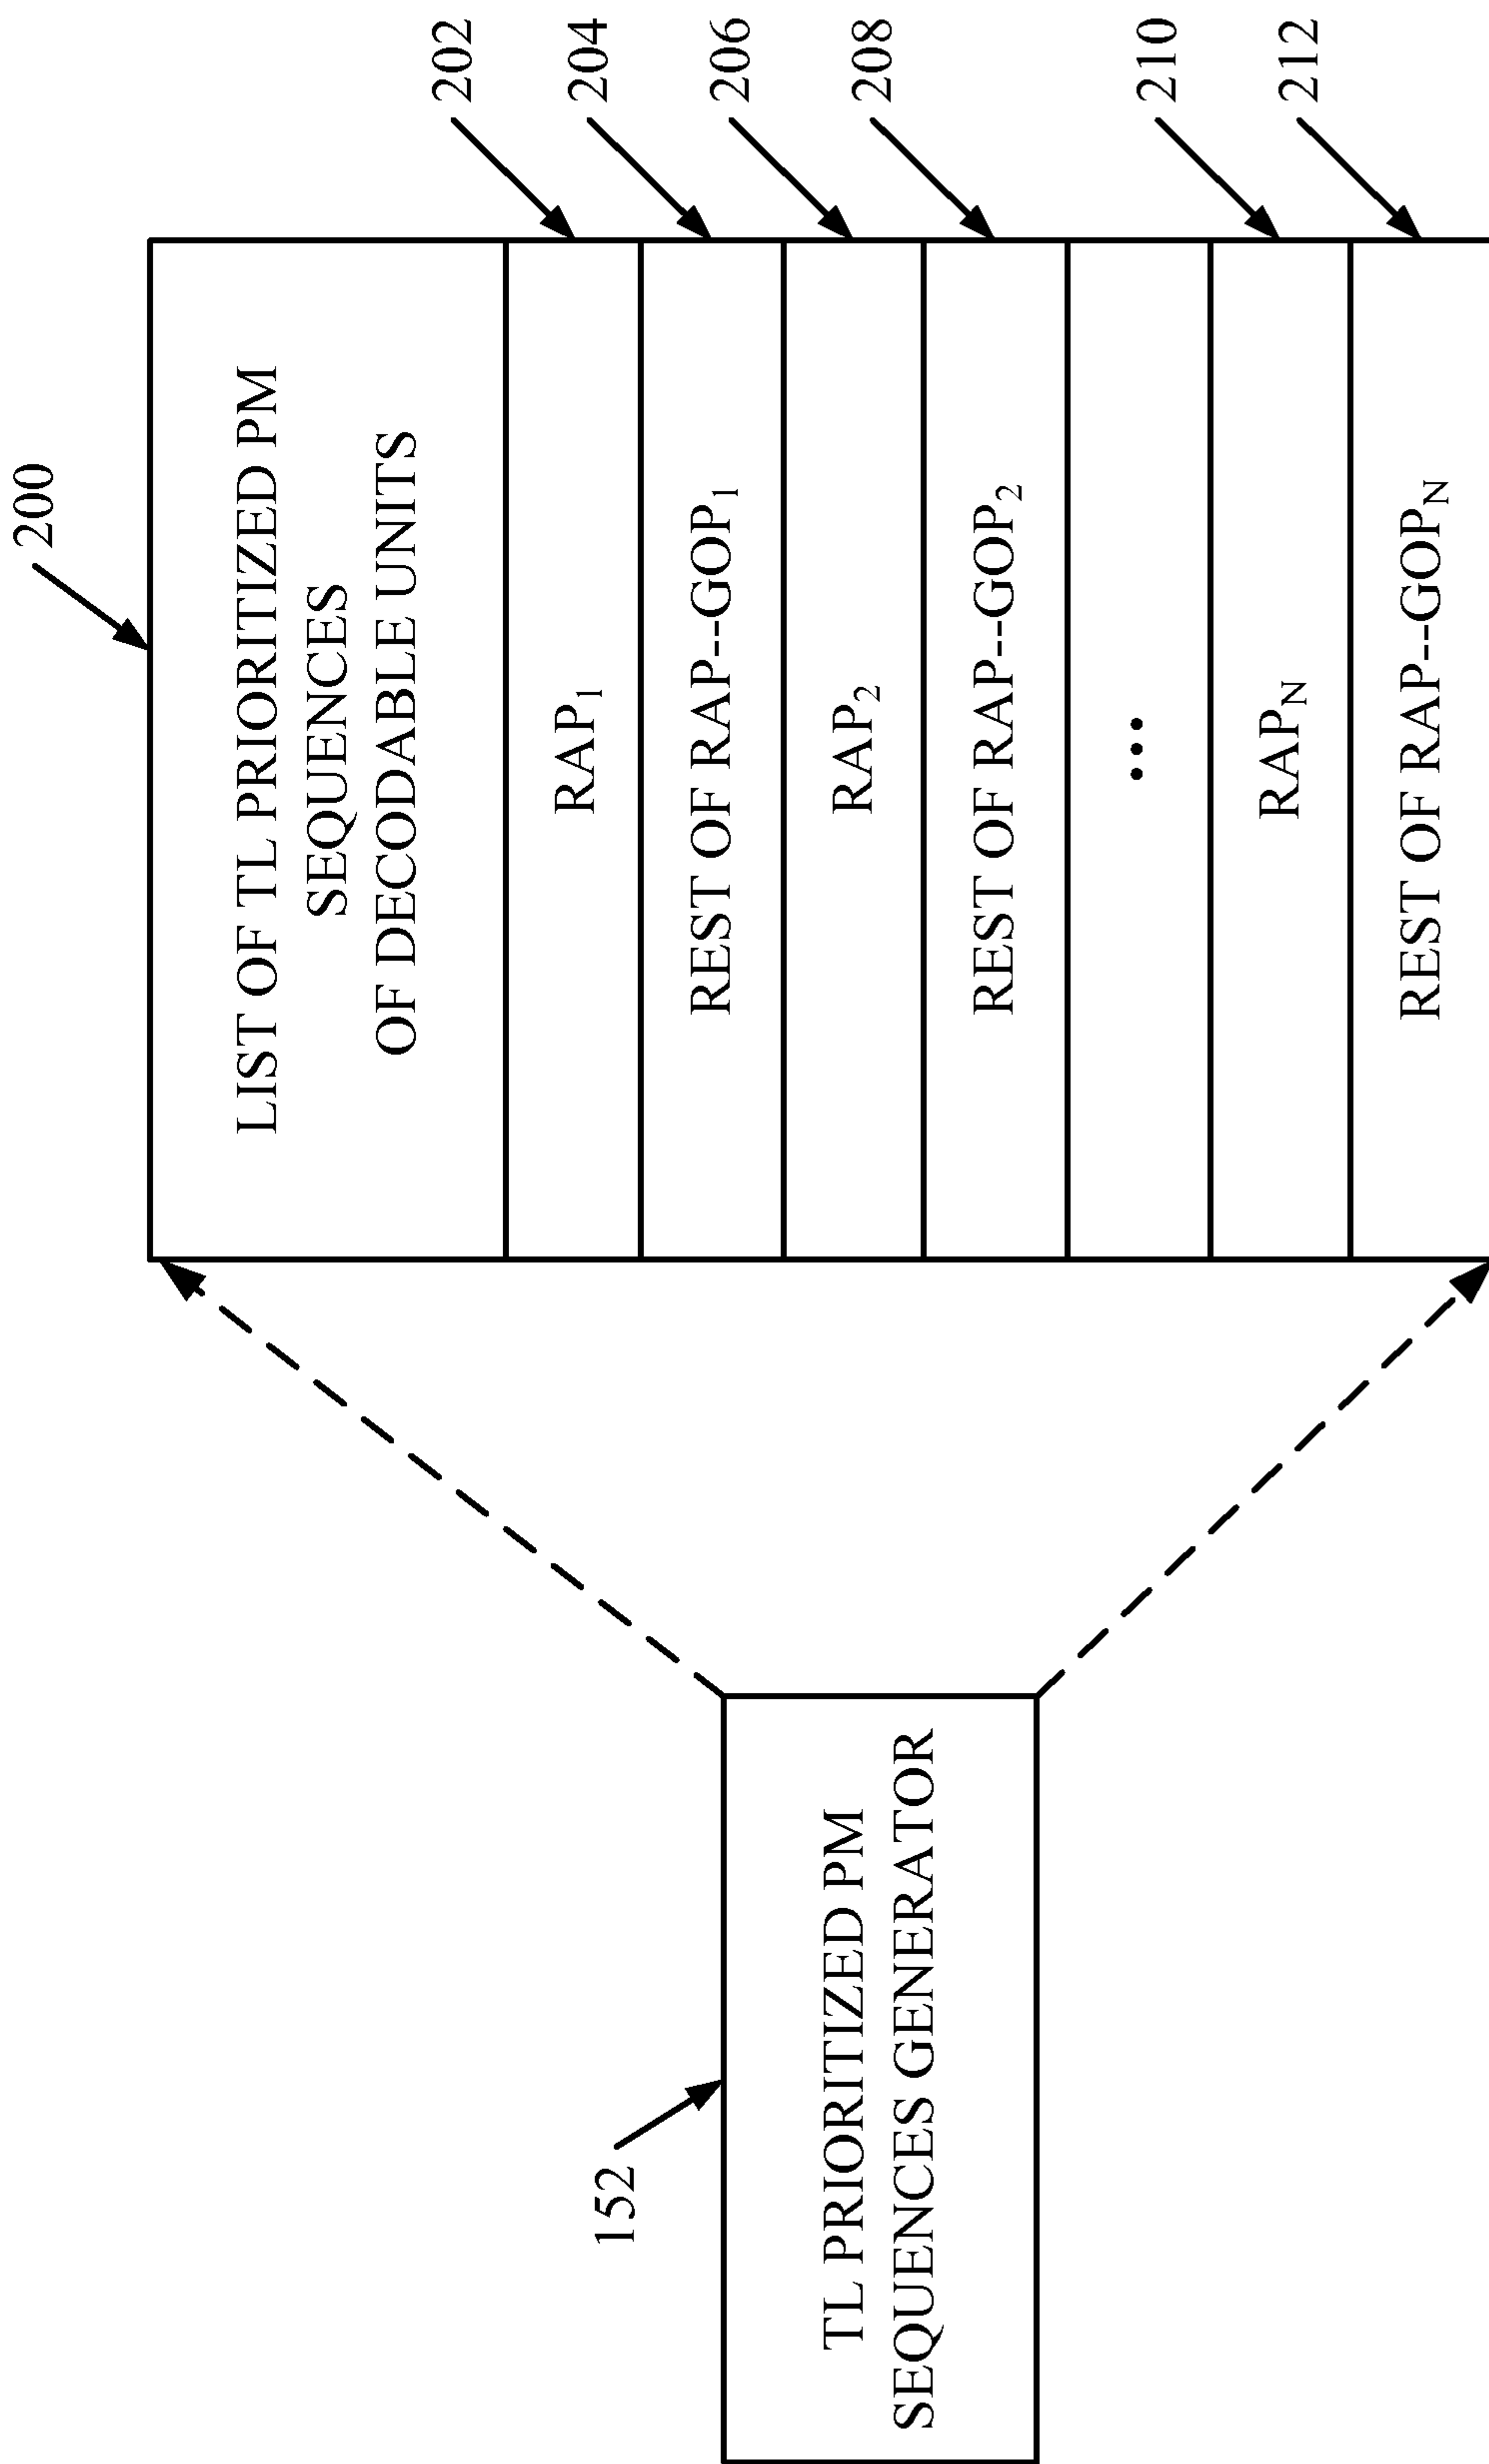 200
LIST OF TL PRIORITIZED PM
SEQUENCES
OF DECODABLE UNITS
202
RAP1
204
REST OF RAP--GOP1
206
RAP2
208
REST OF RAP--GOP2
...
210
RAPN
212
REST OF RAP--GOPN
152
TL PRIORITIZED PM
SEQUENCES GENERATOR